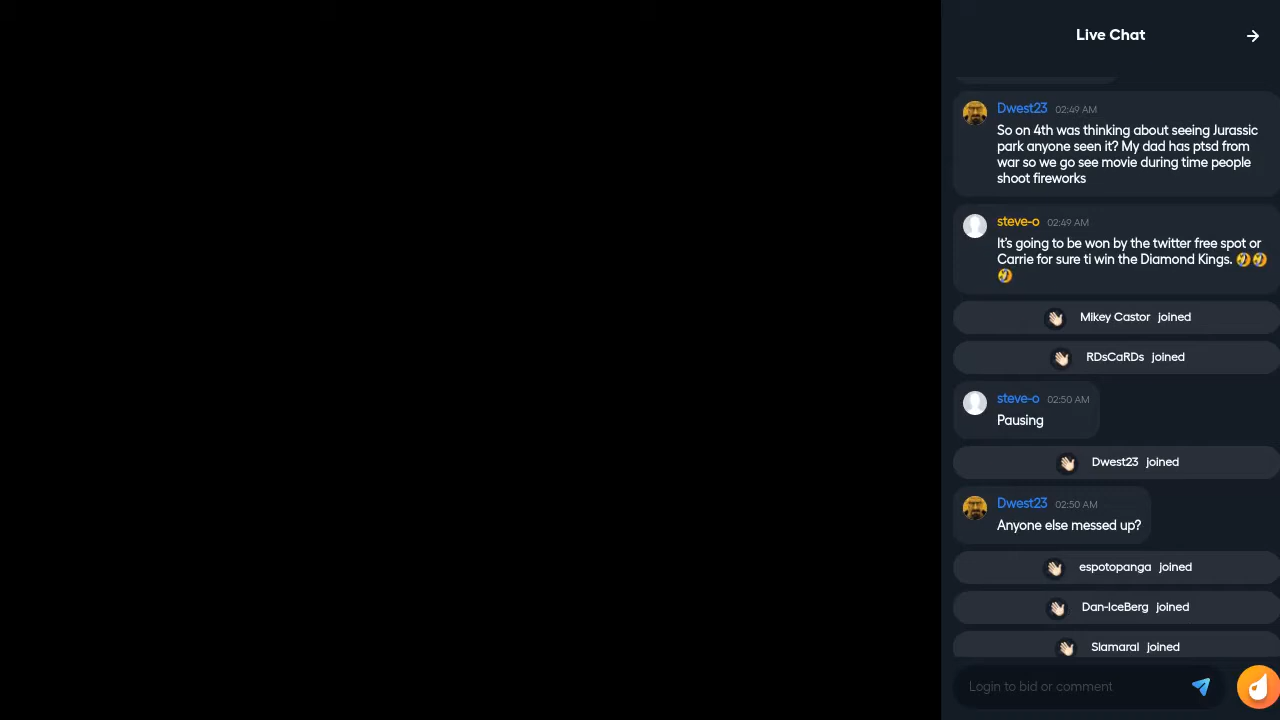 Live Chat
Dwest23 02:49 AM
So on 4th was thinking about seeing Jurassic
park anyone seen it? My dad has ptsd from
war so we go see movie during time people
shoot fireworks
steve-o 02:49 AM
It's going to be won by the twitter free spot or
Carrie for sure ti win the Diamond Kings. 🤣🤣
🤣
Mikey Castor joined
RDsCaRDs joined
steve-o 02:50 AM
Pausing
Dwest23 joined
Dwest23 02:50 AM
Anyone else messed up?
espotopanga joined
Dan-IceBerg joined
Slamaral joined
Login to bid or comment